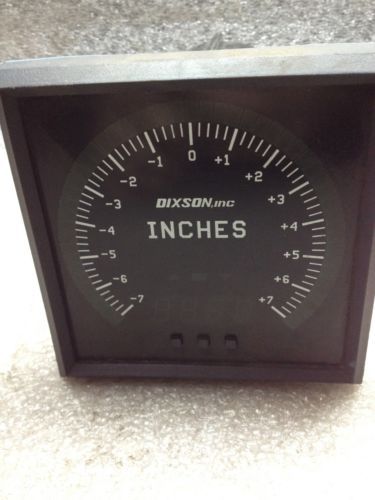 -7 -6 -5 -4 -3 -2 -1 0 +1 +2 +3 +4 +5 +6 +7
DIXSON,inc
INCHES